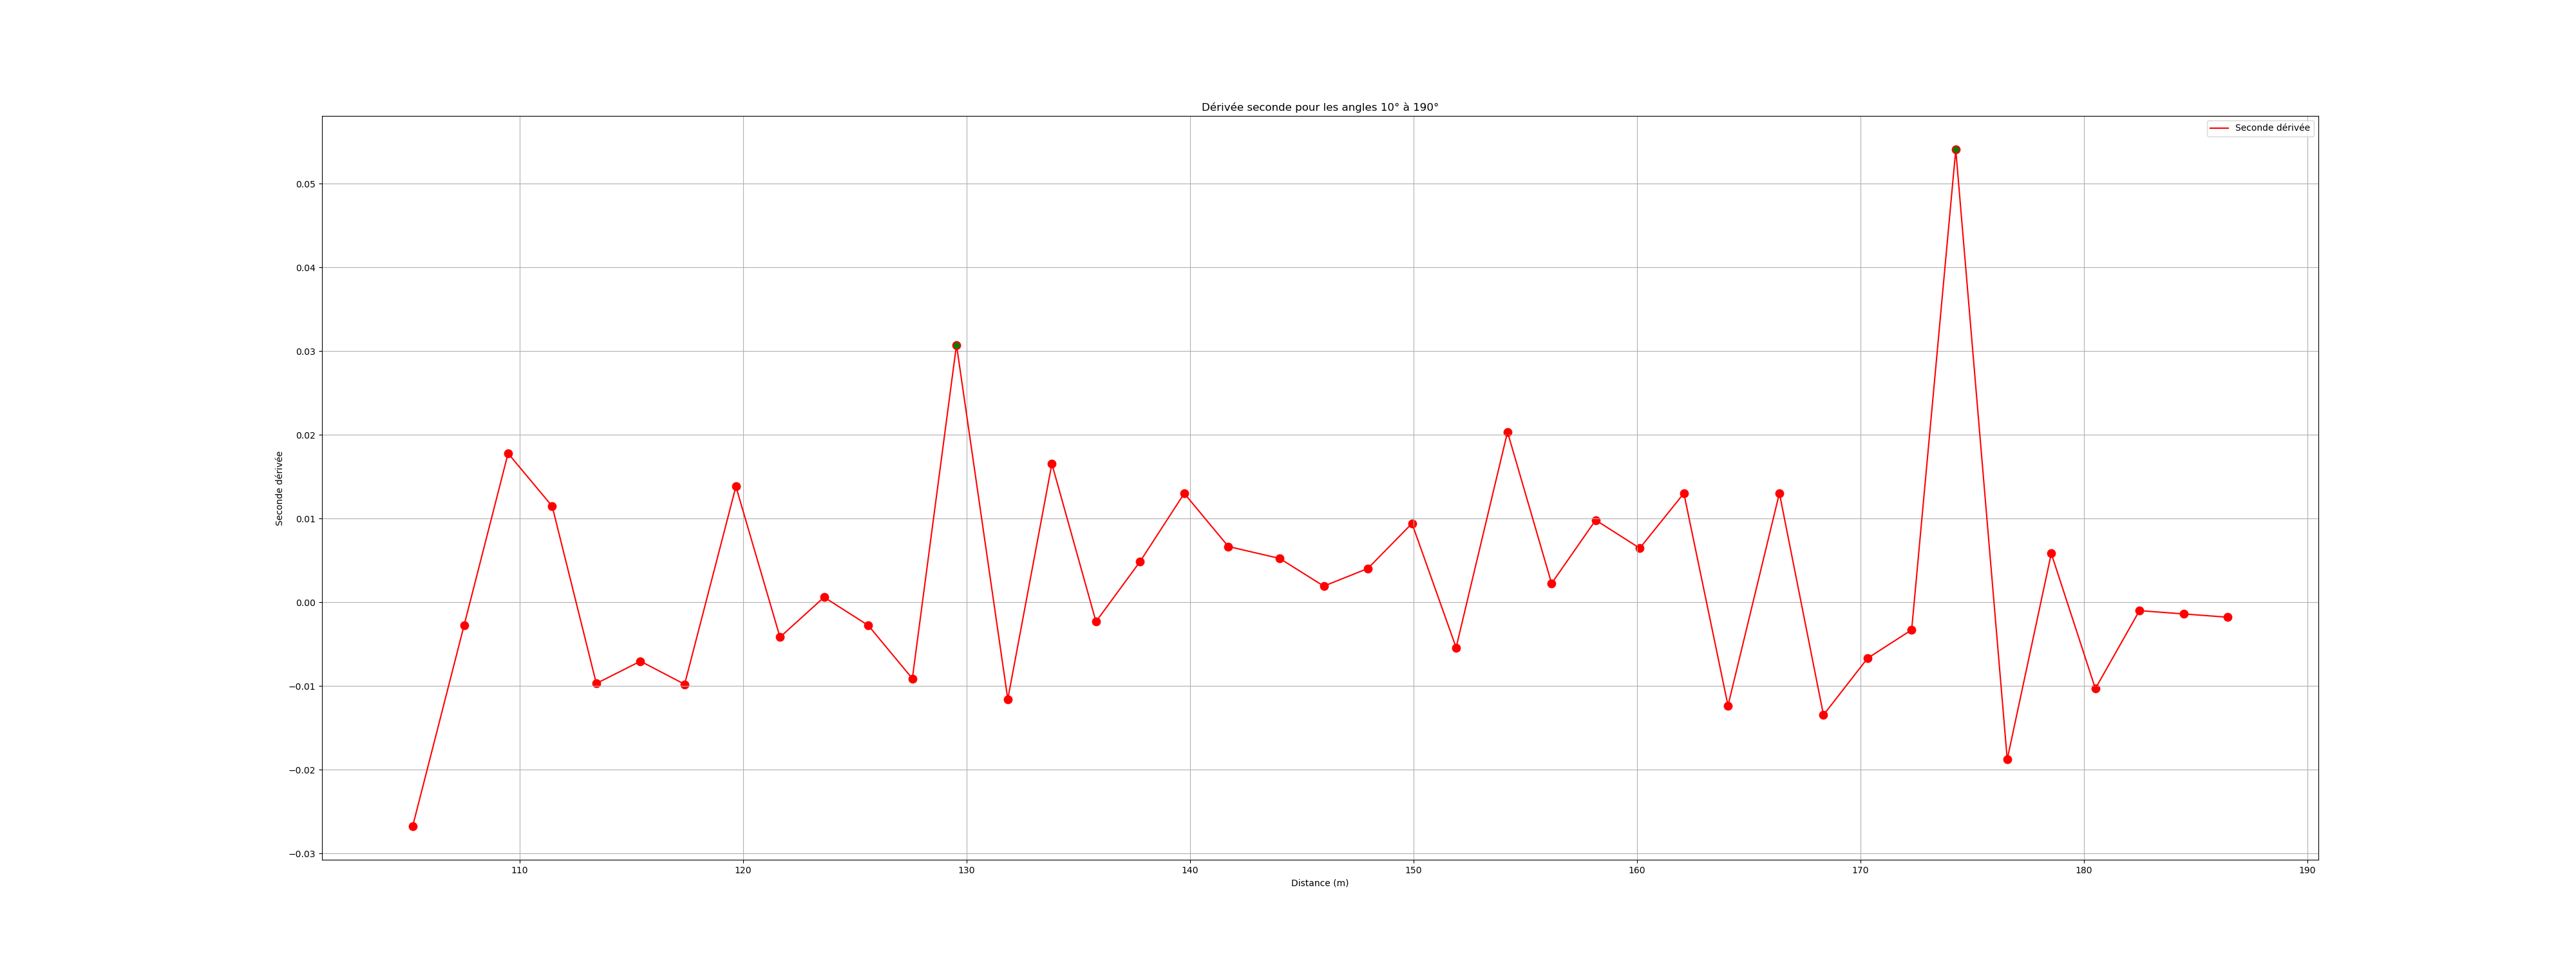 Dérivée seconde pour les angles 10° à 190°
Seconde dérivée
0.05
0.04
0.03
0.02
0.01
0.00
−0.01
−0.02
−0.03
Seconde dérivée
110 120 130 140 150 160 170 180 190
Distance (m)